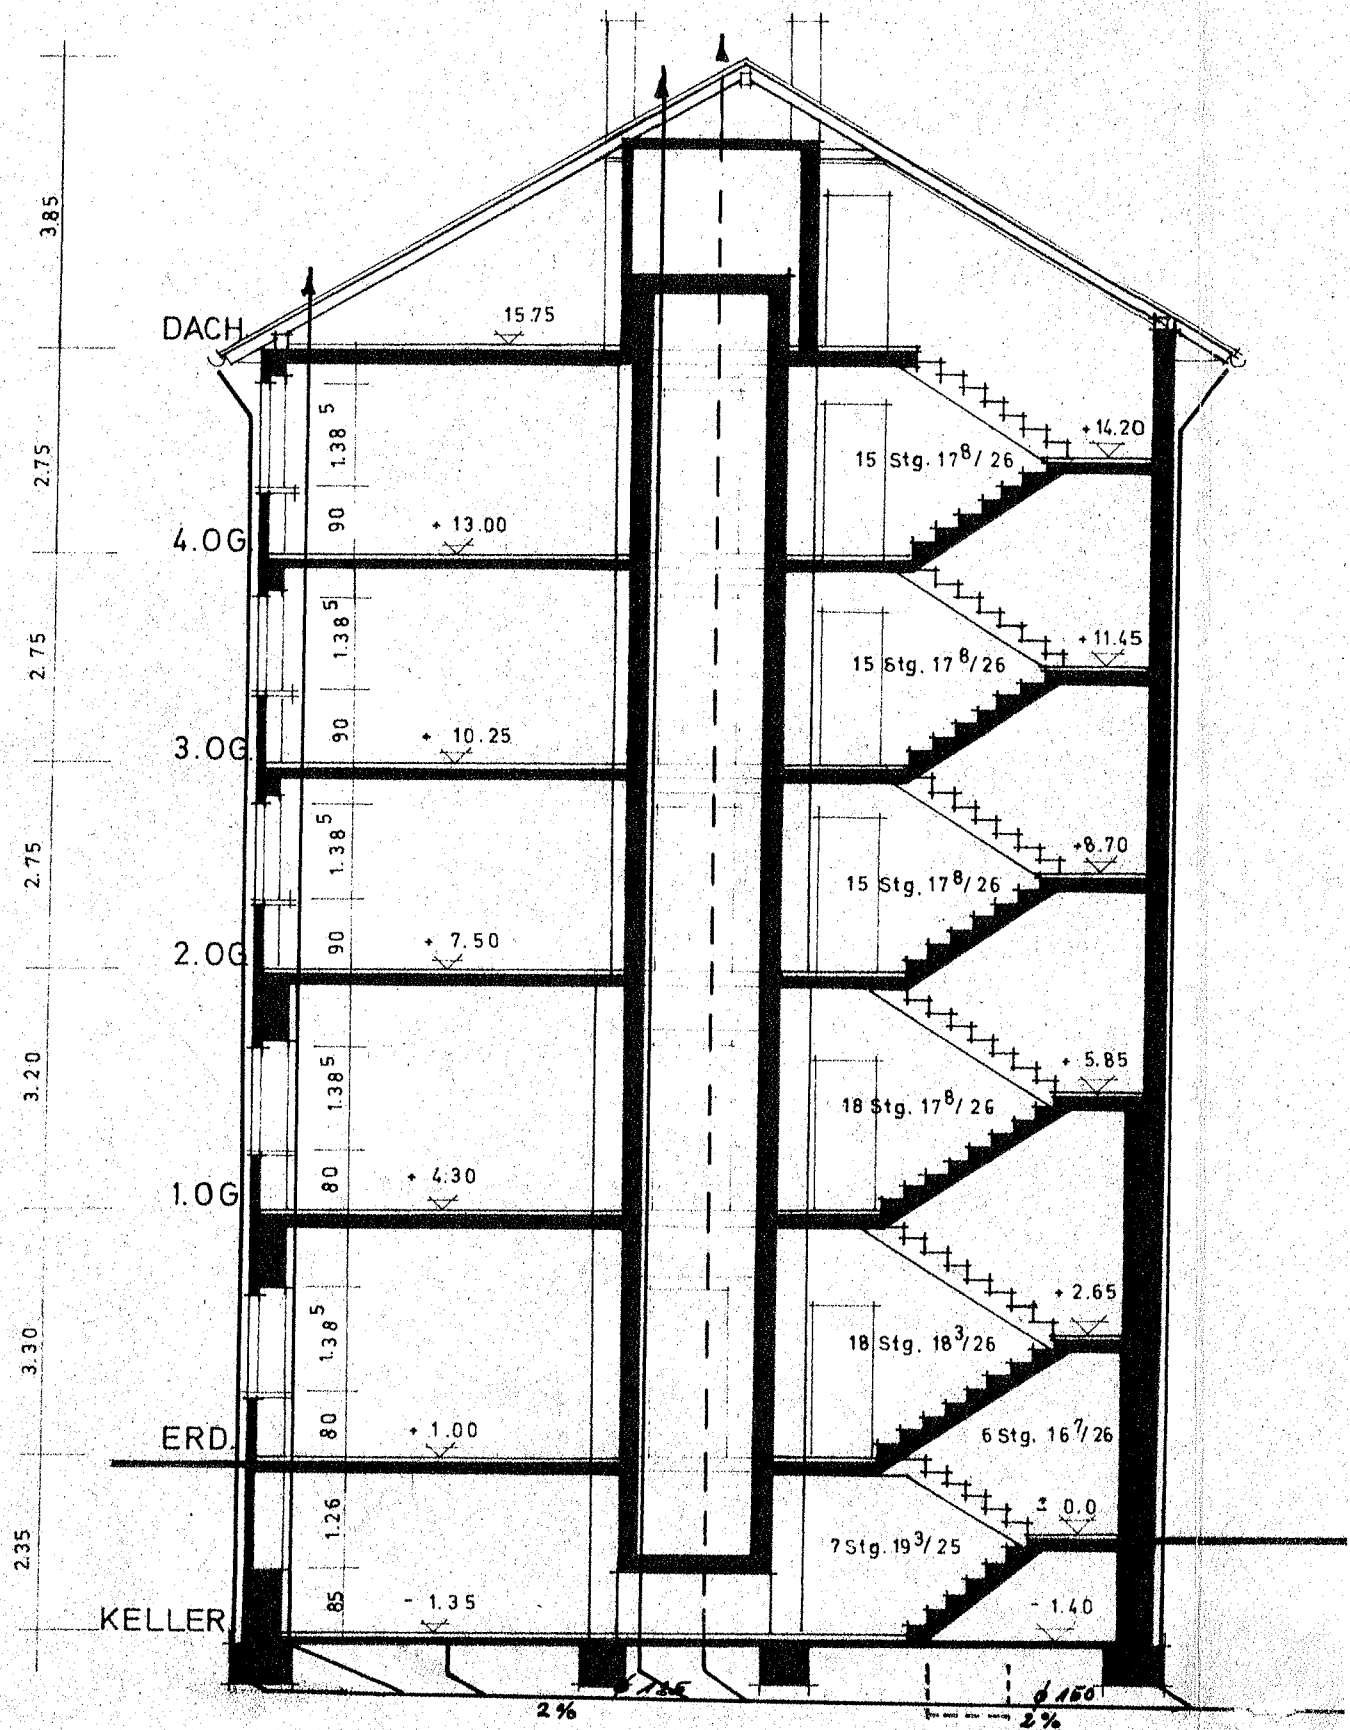 3.85
DACH.
15.75
2.75
1.38⁵
90
15 Stg. 17⁸/26
+14.20
4.OG.
+ 13.00
2.75
1.38⁵
90
15 Stg. 17⁸/26
+11.45
3.OG.
+ 10.25
2.75
1.38⁵
90
15 Stg. 17⁸/26
+8.70
2.OG.
+ 7.50
3.20
1.38⁵
80
18 Stg. 17⁸/26
+ 5.85
1.OG.
+ 4.30
3.30
1.38⁵
80
18 Stg. 18³/26
+ 2.65
ERD.
+ 1.00
6 Stg. 16⁷/26
2.35
1.26
85
7 Stg. 19³/25
± 0.0
KELLER.
- 1.35
- 1.40
2%
ϕ 150
2%